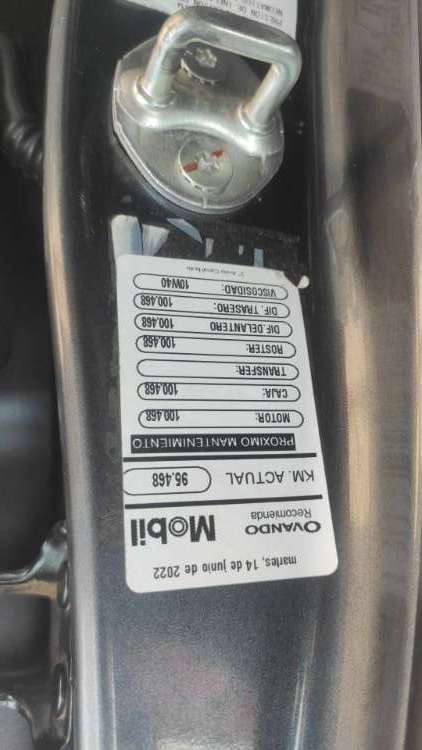 martes, 14 de junio de 2022
OVANDO
Recomienda
Mobil
KM. ACTUAL 95.468
PROXIMO MANTENIMIENTO
MOTOR: 100.468
CAJA: 100.468
TRANSFER:
ROSTER: 100.468
DIF.DELANTERO 100.468
DIF. TRASERO: 100.468
VISCOSIDAD: 10W40